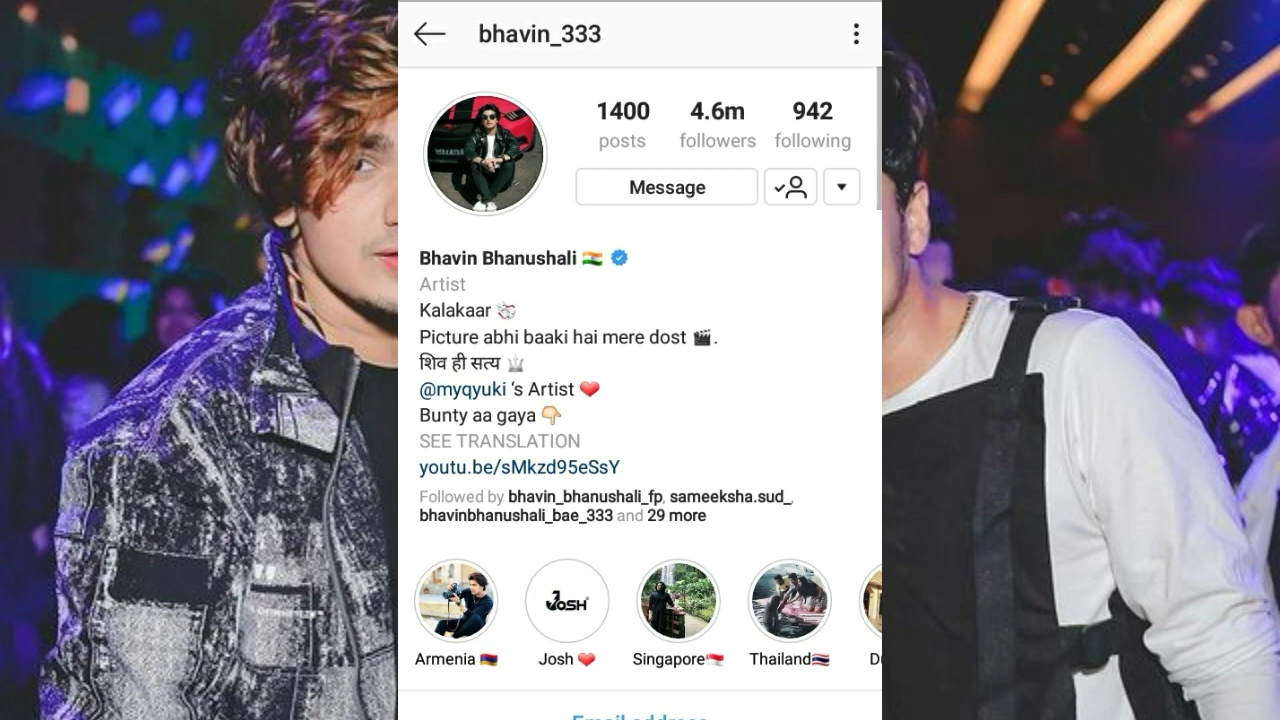 bhavin_333
1400 4.6m 942
posts followers following
Message
Bhavin Bhanushali 🇮🇳
Artist
Kalakaar
Picture abhi baaki hai mere dost 🎬.
शिव ही सत्य
@myqyuki ‘s Artist ❤️
Bunty aa gaya 👇🏻
SEE TRANSLATION
youtu.be/sMkzd95eSsY
Followed by bhavin_bhanushali_fp, sameeksha.sud_,
bhavinbhanushali_bae_333 and 29 more
JOSH
Armenia 🇦🇲 Josh ❤️ Singapore🇸🇬 Thailand🇹🇭
Email address